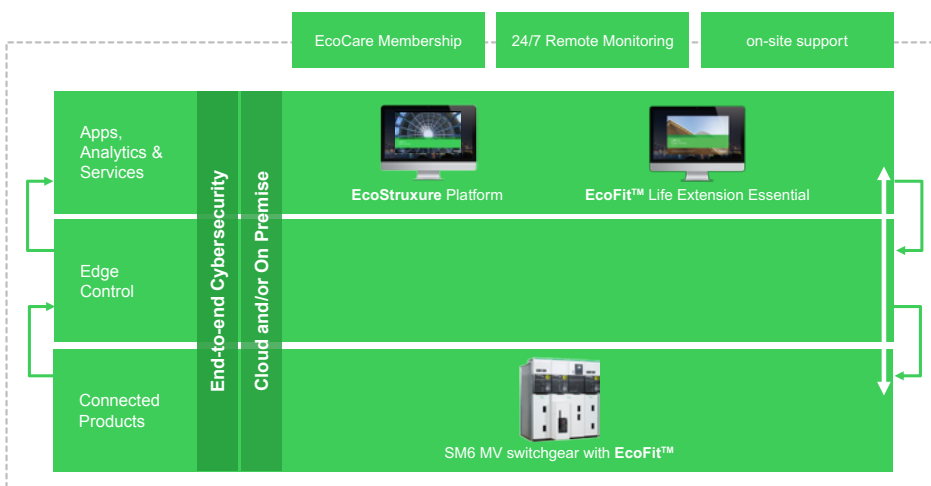 EcoCare Membership
24/7 Remote Monitoring
on-site support
Apps,
Analytics &
Services
End-to-end Cybersecurity
Cloud and/or On Premise
EcoStruxure Platform
EcoFit™ Life Extension Essential
Edge
Control
Connected
Products
SM6 MV switchgear with EcoFit™